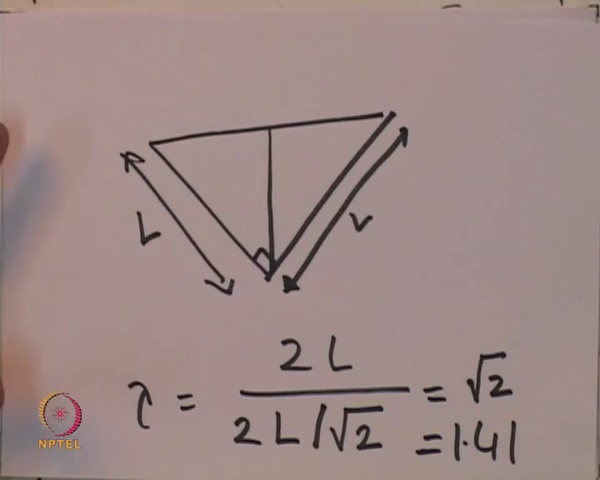 L
L
τ = 2L / 2L/√2 = √2
= 1.41
NPTEL